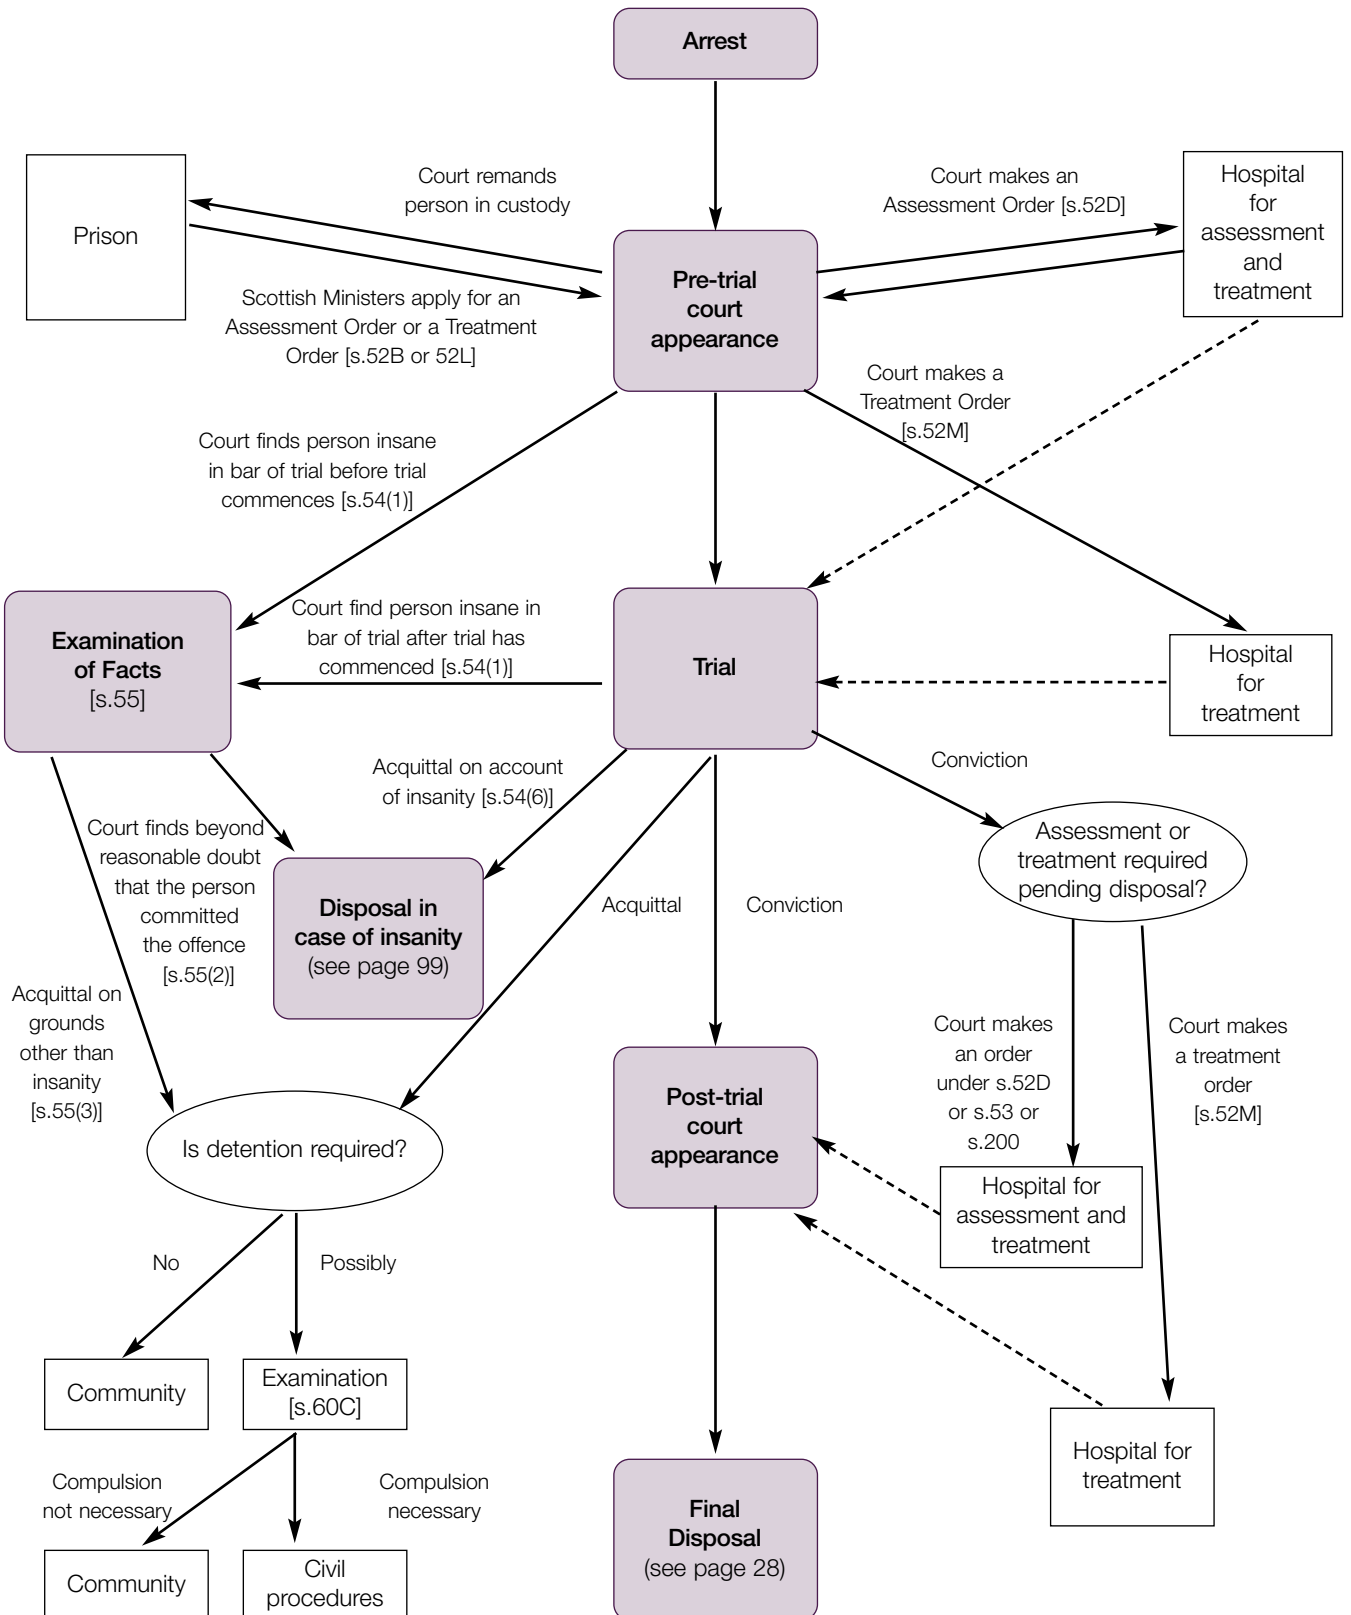 Arrest
Court remands
person in custody
Court makes an
Assessment Order [s.52D]
Hospital
for
assessment
and
treatment
Prison
Pre-trial
court
appearance
Scottish Ministers apply for an
Assessment Order or a Treatment
Order [s.52B or 52L]
Court makes a
Treatment Order
[s.52M]
Court finds person insane
in bar of trial before trial
commences [s.54(1)]
Examination
of Facts
[s.55]
Court find person insane in
bar of trial after trial has
commenced [s.54(1)]
Trial
Hospital
for
treatment
Acquittal on account
of insanity [s.54(6)]
Conviction
Court finds beyond
reasonable doubt
that the person
committed
the offence
[s.55(2)]
Assessment or
treatment required
pending disposal?
Disposal in
case of insanity
(see page 99)
Acquittal
Conviction
Acquittal on
grounds
other than
insanity
[s.55(3)]
Court makes
an order
under s.52D
or s.53 or
s.200
Court makes
a treatment
order
[s.52M]
Post-trial
court
appearance
Is detention required?
Hospital for
assessment and
treatment
No
Possibly
Community
Examination
[s.60C]
Hospital for
treatment
Compulsion
not necessary
Compulsion
necessary
Final
Disposal
(see page 28)
Community
Civil
procedures